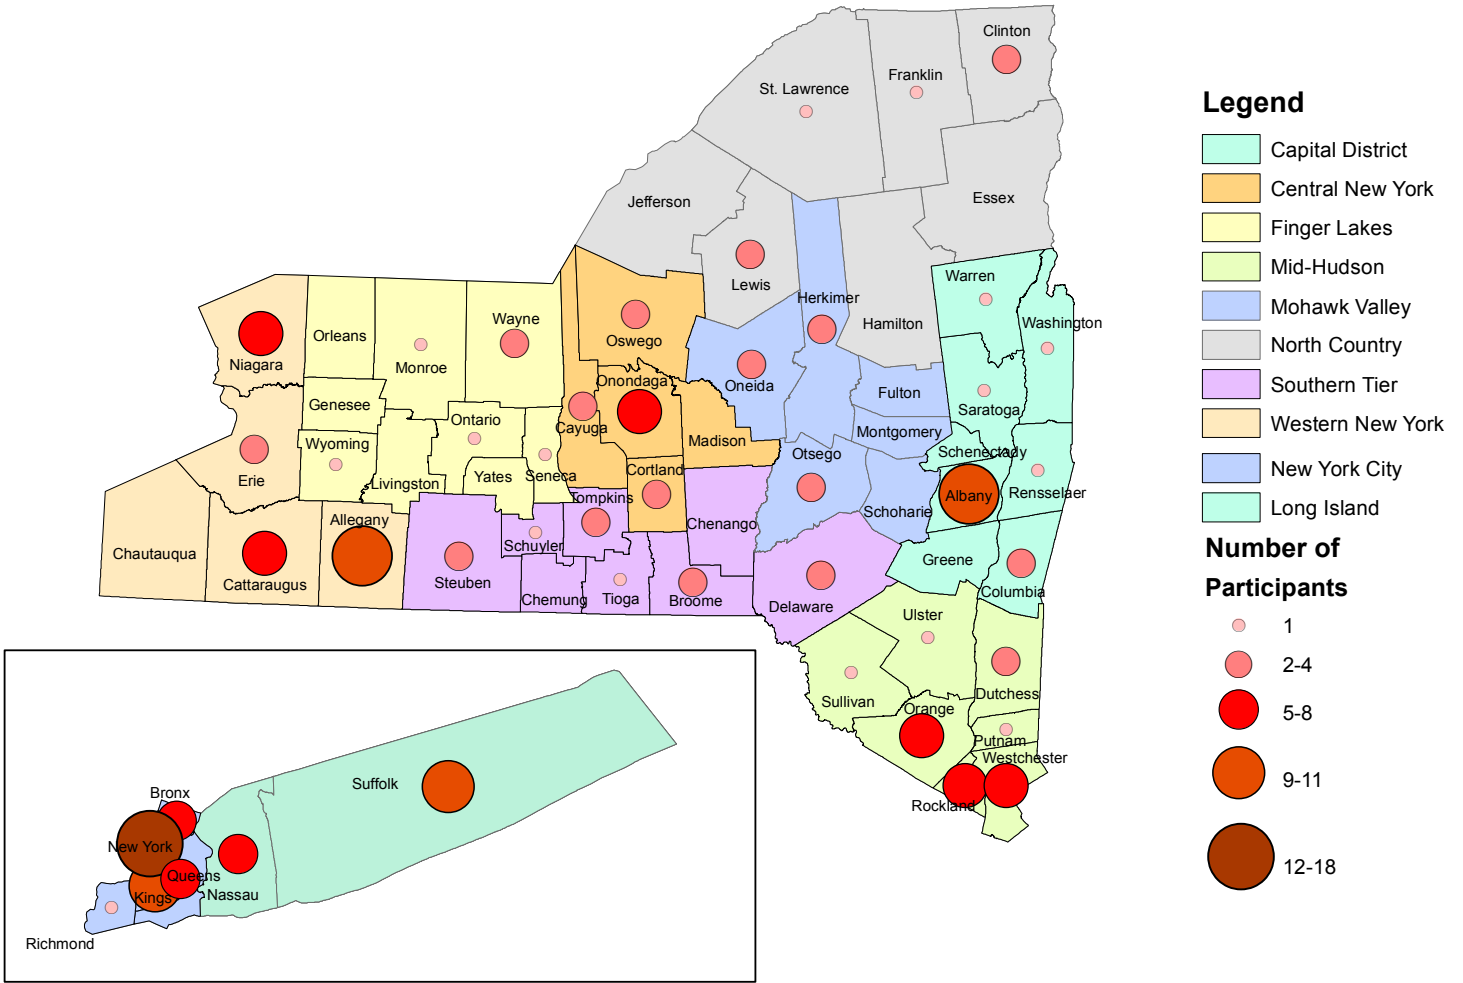 Clinton
Franklin
St. Lawrence
Jefferson
Essex
Lewis
Warren
Herkimer
Washington
Hamilton
Wayne
Orleans
Oswego
Niagara
Monroe
Onondaga
Oneida
Fulton
Genesee
Saratoga
Ontario
Cayuga
Montgomery
Madison
Wyoming
Schenectady
Otsego
Cortland
Erie
Yates
Seneca
Livingston
Rensselaer
Albany
Tompkins
Schoharie
Allegany
Chenango
Schuyler
Chautauqua
Greene
Cattaraugus
Steuben
Columbia
Chemung
Tioga
Broome
Delaware
Ulster
Dutchess
Sullivan
Orange
Putnam
Westchester
Rockland
Suffolk
Bronx
New York
Queens
Nassau
Kings
Richmond
Legend
Capital District
Central New York
Finger Lakes
Mid-Hudson
Mohawk Valley
North Country
Southern Tier
Western New York
New York City
Long Island
Number of
Participants
1
2-4
5-8
9-11
12-18